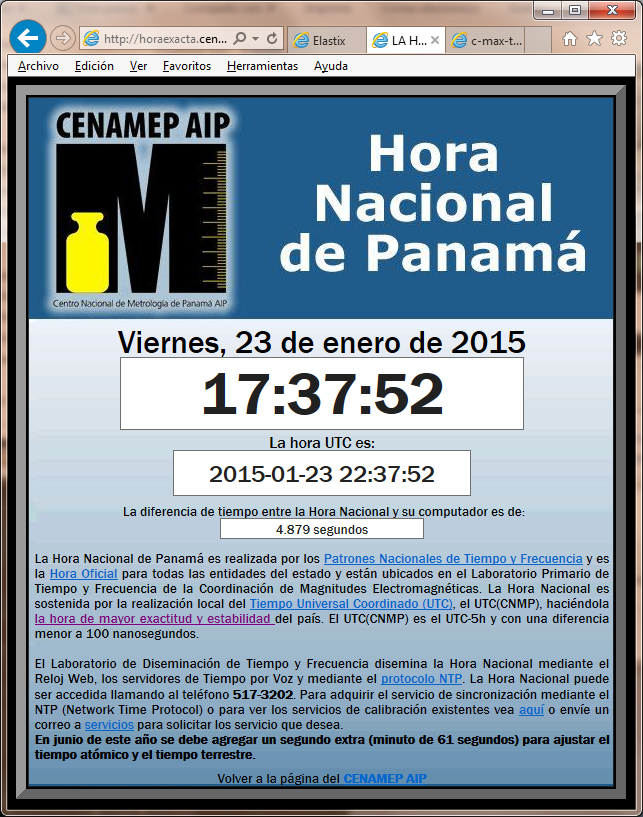 http://horaexacta.cen...
Elastix
LA H...
c-max-t...
Archivo Edición Ver Favoritos Herramientas Ayuda
CENAMEP AIP
M
Centro Nacional de Metrología de Panamá AIP
Hora
Nacional
de Panamá
Viernes, 23 de enero de 2015
17:37:52
La hora UTC es:
2015-01-23 22:37:52
La diferencia de tiempo entre la Hora Nacional y su computador es de:
4.879 segundos
La Hora Nacional de Panamá es realizada por los Patrones Nacionales de Tiempo y Frecuencia y es
la Hora Oficial para todas las entidades del estado y están ubicados en el Laboratorio Primario de
Tiempo y Frecuencia de la Coordinación de Magnitudes Electromagnéticas. La Hora Nacional es
sostenida por la realización local del Tiempo Universal Coordinado (UTC), el UTC(CNMP), haciéndola
la hora de mayor exactitud y estabilidad del país. El UTC(CNMP) es el UTC-5h y con una diferencia
menor a 100 nanosegundos.
El Laboratorio de Diseminación de Tiempo y Frecuencia disemina la Hora Nacional mediante el
Reloj Web, los servidores de Tiempo por Voz y mediante el protocolo NTP. La Hora Nacional puede
ser accedida llamando al teléfono 517-3202. Para adquirir el servicio de sincronización mediante el
NTP (Network Time Protocol) o para ver los servicios de calibración existentes vea aquí o envíe un
correo a servicios para solicitar los servicio que desea.
En junio de este año se debe agregar un segundo extra (minuto de 61 segundos) para ajustar el
tiempo atómico y el tiempo terrestre.
Volver a la página del CENAMEP AIP